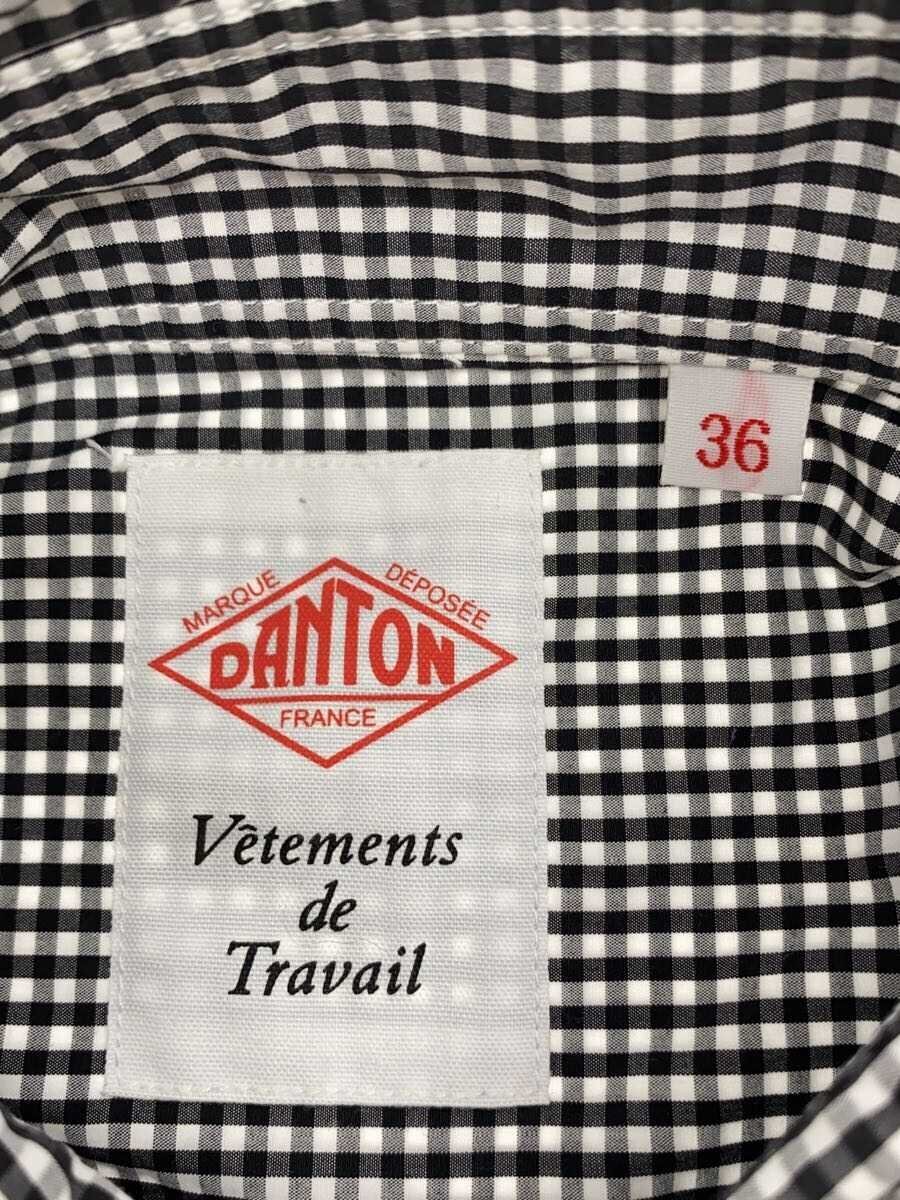 36
MARQUE DÉPOSÉE
DANTON
FRANCE
Vêtements
de
Travail